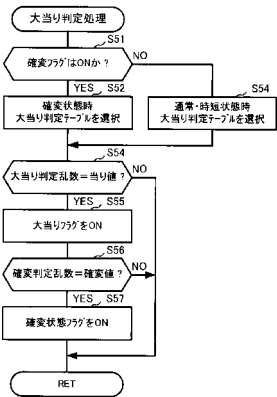 大当り判定処理
S51
確変フラグはONか?
NO
YES
S52
S54
確変状態時
大当り判定テーブルを選択
通常・時短状態時
大当り判定テーブルを選択
S54
大当り判定乱数=当り値?
NO
YES
S55
大当りフラグをON
S56
確変判定乱数=確変値?
NO
YES
S57
確変状態フラグをON
RET